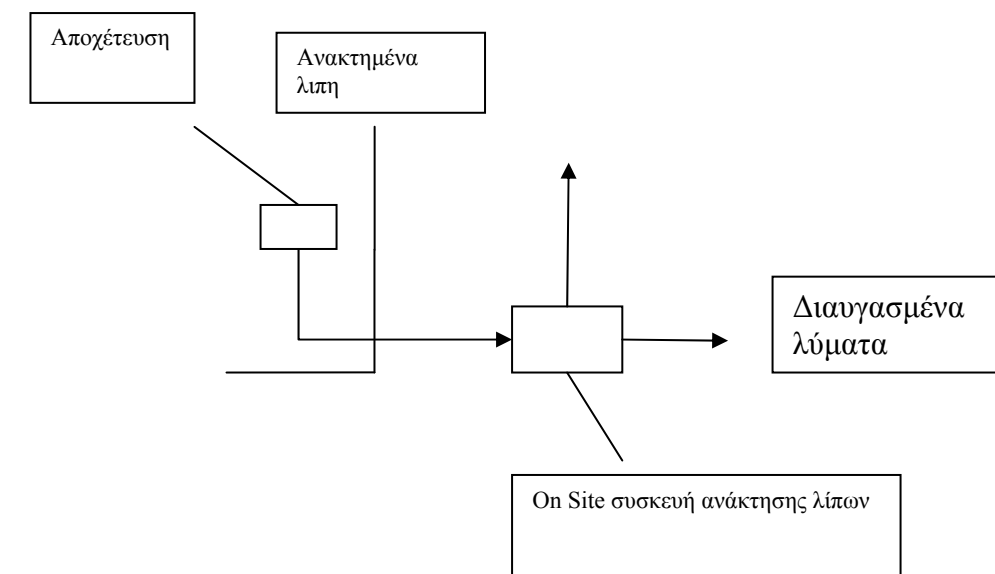 Αποχέτευση
Ανακτημένα
λιπη
Διαυγασμένα
λύματα
On Site συσκευή ανάκτησης λίπων